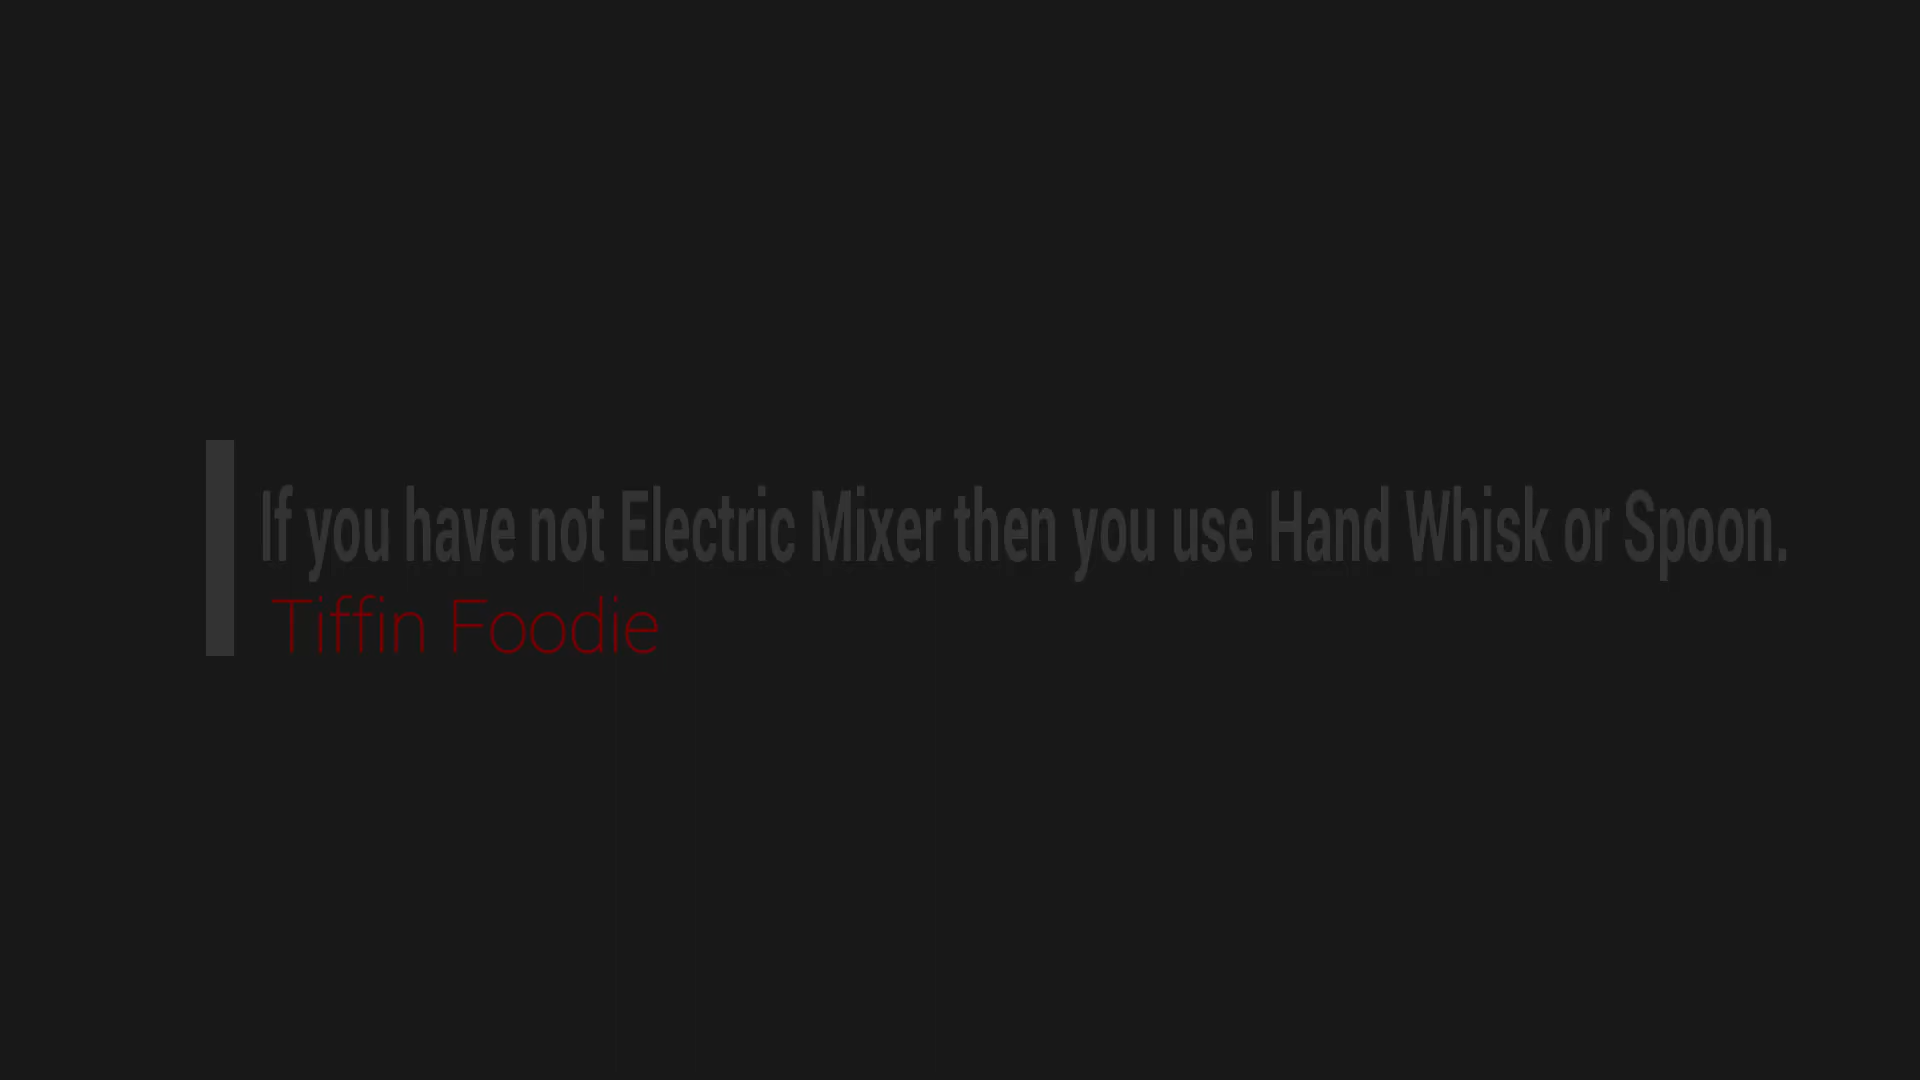 If you have not Electric Mixer then you use Hand Whisk or Spoon.
Tiffin Foodie